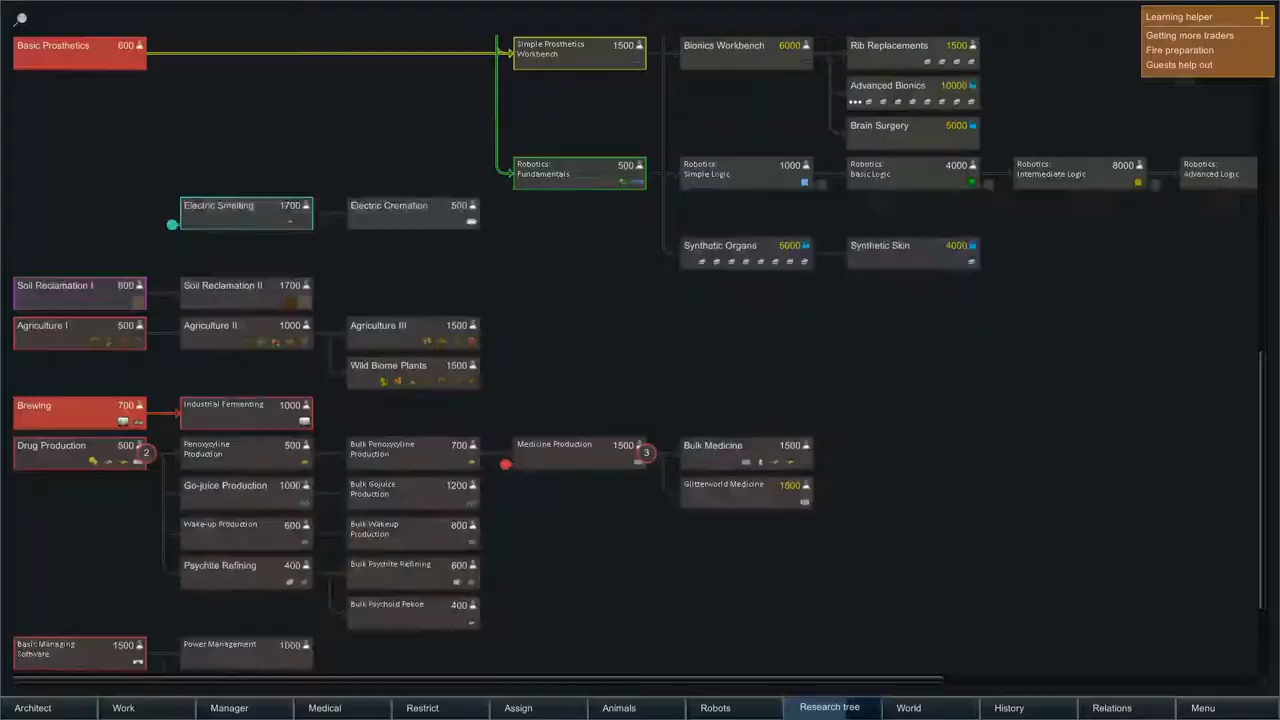 Basic Prosthetics 600
Simple Prosthetics Workbench 1500
Bionics Workbench 6000
Rib Replacements 1500
Learning helper
Getting more traders
Fire preparation
Guests help out
Advanced Bionics 10000
Brain Surgery 5000
Robotics: Fundamentals 500
Robotics: Simple Logic 1000
Robotics: Basic Logic 4000
Robotics: Intermediate Logic 8000
Robotics: Advanced Logic
Electric Smelting 1700
Electric Cremation 500
Synthetic Organs 5000
Synthetic Skin 4000
Soil Reclamation I 800
Soil Reclamation II 1700
Agriculture I 500
Agriculture II 1000
Agriculture III 1500
Wild Biome Plants 1500
Brewing 700
Industrial Fermenting 1000
Drug Production 500
2
Penoxycyline Production 500
Bulk Penoxycyline Production 700
Medicine Production 1500
3
Bulk Medicine 1500
Go-juice Production 1000
Bulk Gojuice Production 1200
Glitterworld Medicine 1500
Wake-up Production 600
Bulk Wakeup Production 800
Psychite Refining 400
Bulk Psychite Refining 600
Bulk Psychoid Pekoe 400
Basic Managing Software 1500
Power Management 1000
Architect
Work
Manager
Medical
Restrict
Assign
Animals
Robots
Research tree
World
History
Relations
Menu